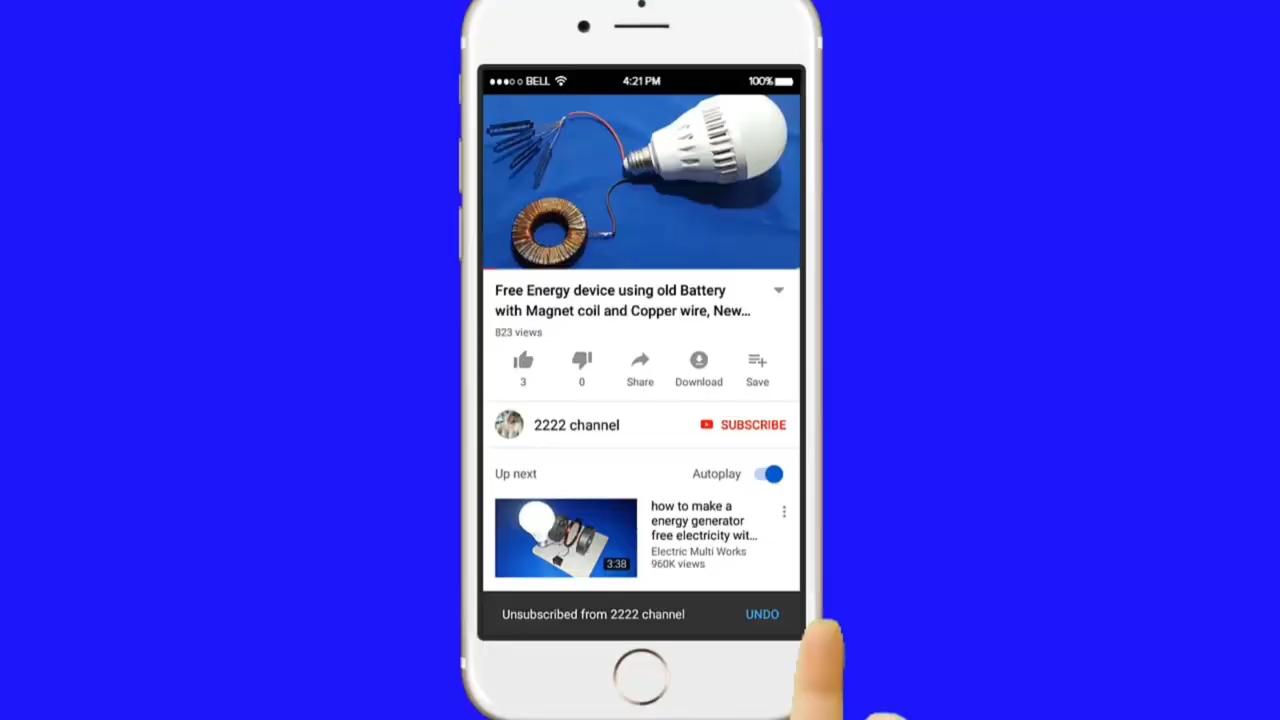 BELL 4:21 PM 100%
Free Energy device using old Battery
with Magnet coil and Copper wire, New...
823 views
3 0 Share Download Save
2222 channel SUBSCRIBE
Up next Autoplay
how to make a
energy generator
free electricity wit...
Electric Multi Works
960K views
3:38
Unsubscribed from 2222 channel UNDO